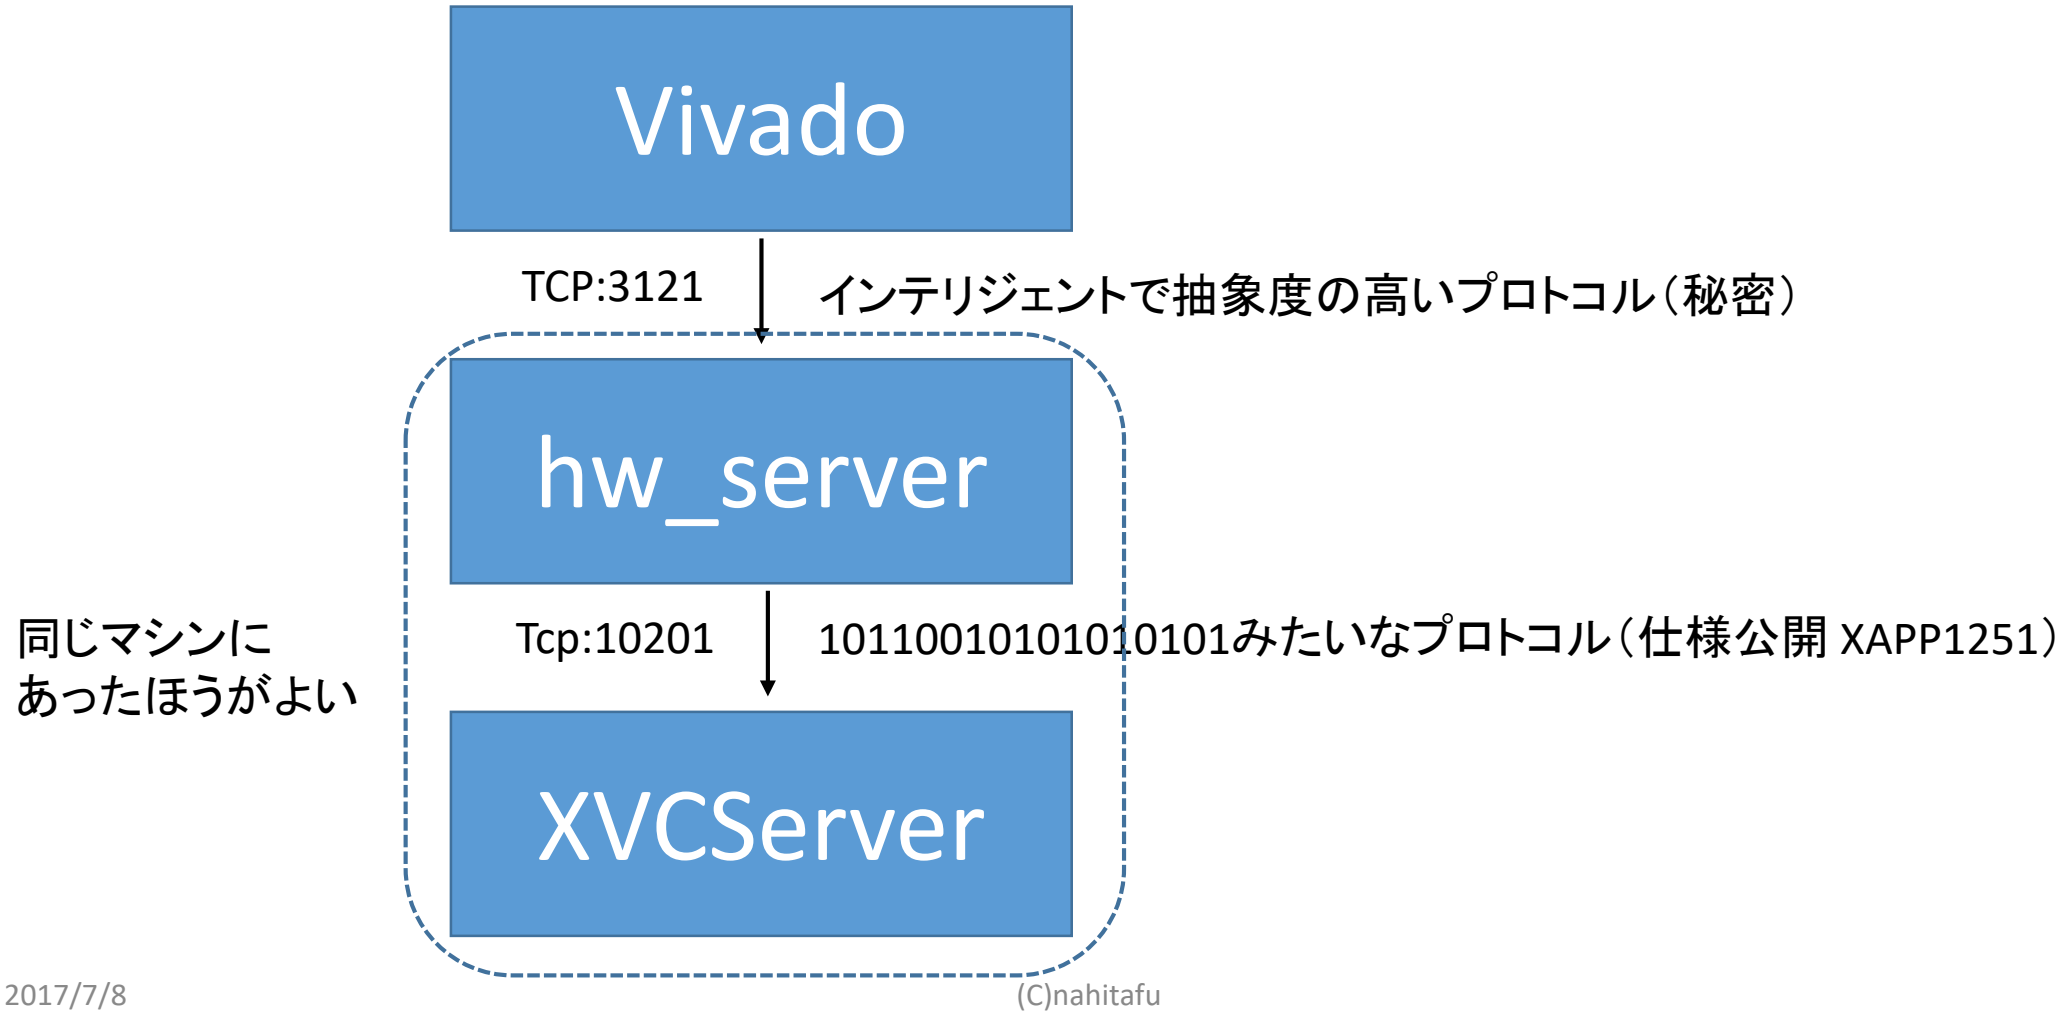 Vivado
TCP:3121
インテリジェントで抽象度の高いプロトコル(秘密)
hw_server
同じマシンに
あったほうがよい
Tcp:10201
10110010101010101みたいなプロトコル(仕様公開 XAPP1251)
XVCServer
2017/7/8
(C)nahitafu